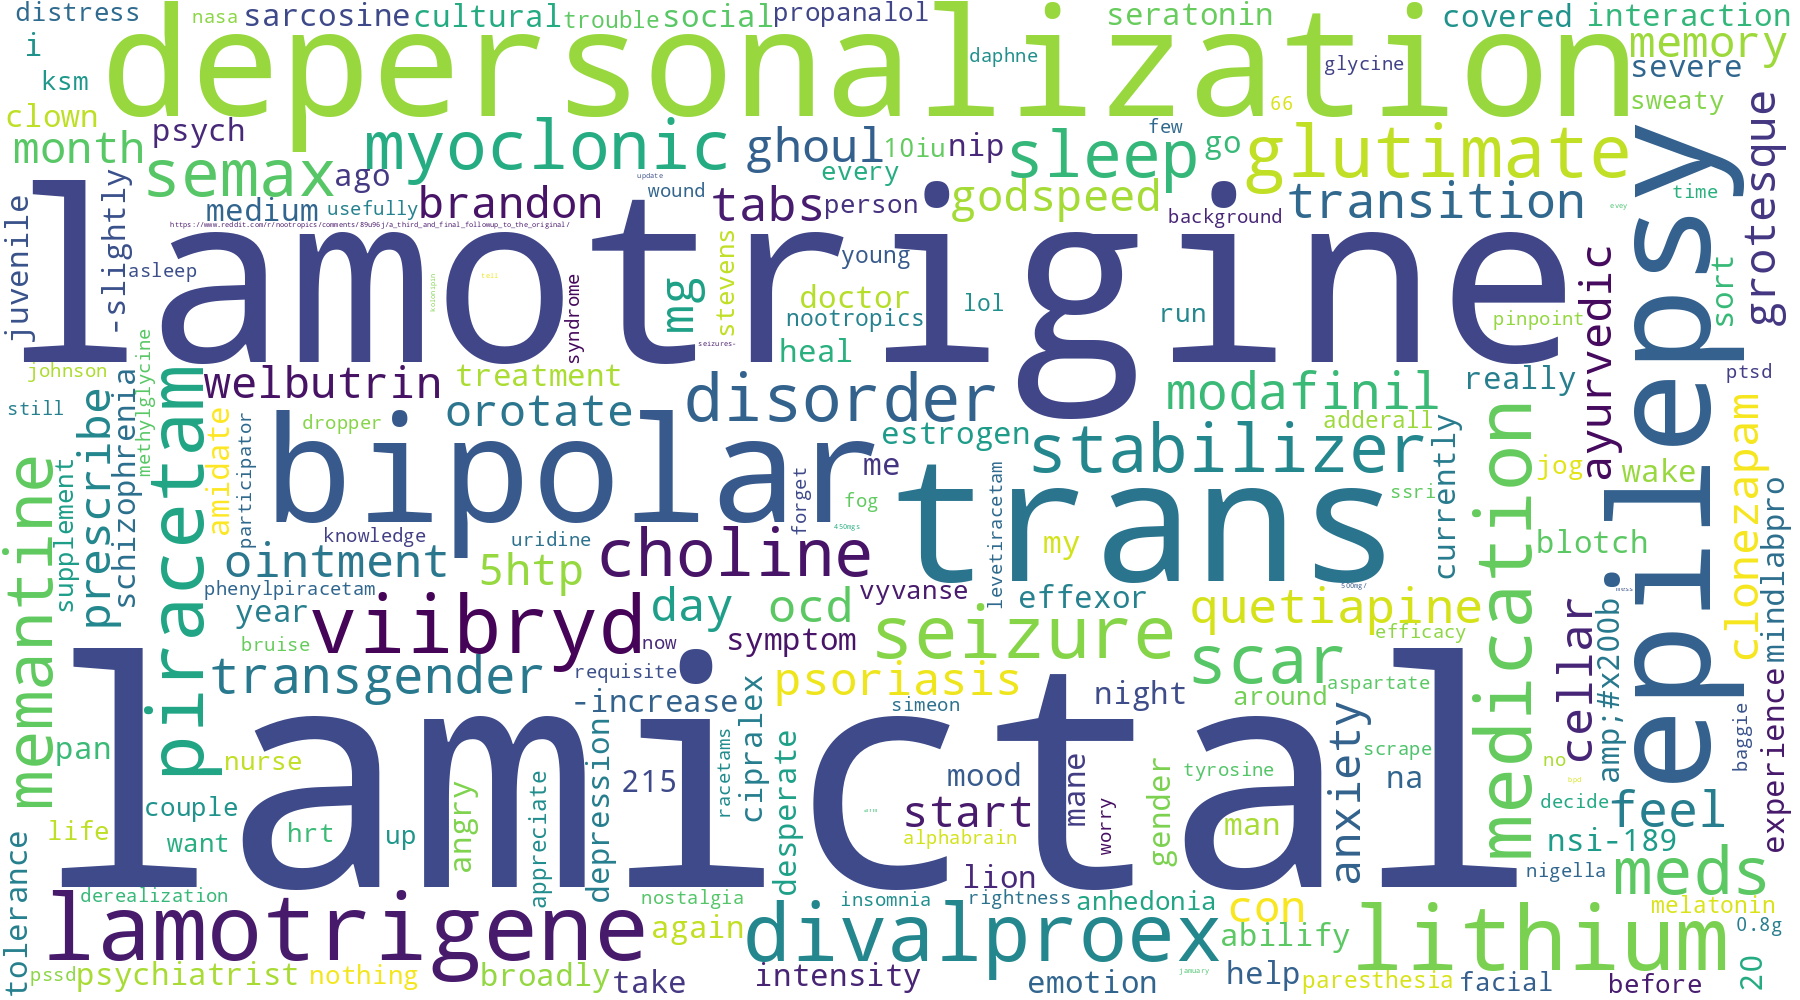 distress
nasa
sarcosine
cultural
trouble
social
propanalol
seratonin
covered
interaction
i
depersonalization
daphne
glycine
memory
ksm
66
severe
sweaty
clown
psych
month
myoclonic
ghoul
10iu
nip
sleep
few
go
glutimate
grotesque
semax
ago
every
update
wound
medium
usefully
brandon
tabs
person
godspeed
background
transition
time
evey
juvenile
-slightly
https://www.reddit.com/r/nootropics/comments/89u96j/a_third_and_final_followup_to_the_original/
lamotrigine
epilepsy
asleep
klonipin
syndrome
mg
stevens
young
doctor
lol
nootropics
run
pinpoint
ayurvedic
sort
seizures-
heal
johnson
methylglycine
welbutrin
treatment
disorder
modafinil
really
ptsd
still
prescribe
schizophrenia
piracetam
amidate
participator
dropper
orotate
bipolar
estrogen
stabilizer
adderall
currently
medication
jog
wake
clonezapam
me
trans
memantine
supplement
forget
fog
levetiracetam
ssri
knowledge
uridine
450mgs
my
blotch
mindlabpro
ointment
5htp
choline
phenylpiracetam
year
viibryd
day
ocd
vyvanse
effexor
500mg/
quetiapine
cellar
amp;#x200b
bruise
now
symptom
seizure
efficacy
transgender
requisite
psoriasis
scar
-increase
simeon
night
around
aspartate
lamictal
pan
nurse
depression
racetams
cipralex
desperate
mood
mane
gender
tyrosine
anxiety
scrape
na
no
baggie
experience
215
couple
start
man
decide
feel
life
want
hrt
up
angry
appreciate
alphabrain
worry
nsi-189
tolerance
lion
nigella
meds
derealization
nostalgia
insomnia
rightness
anhedonia
melatonin
lamotrigene
again
divalproex
con
abilify
lithium
0.8g
pssd
psychiatrist
nothing
broadly
take
intensity
emotion
january
help
paresthesia
facial
before
20